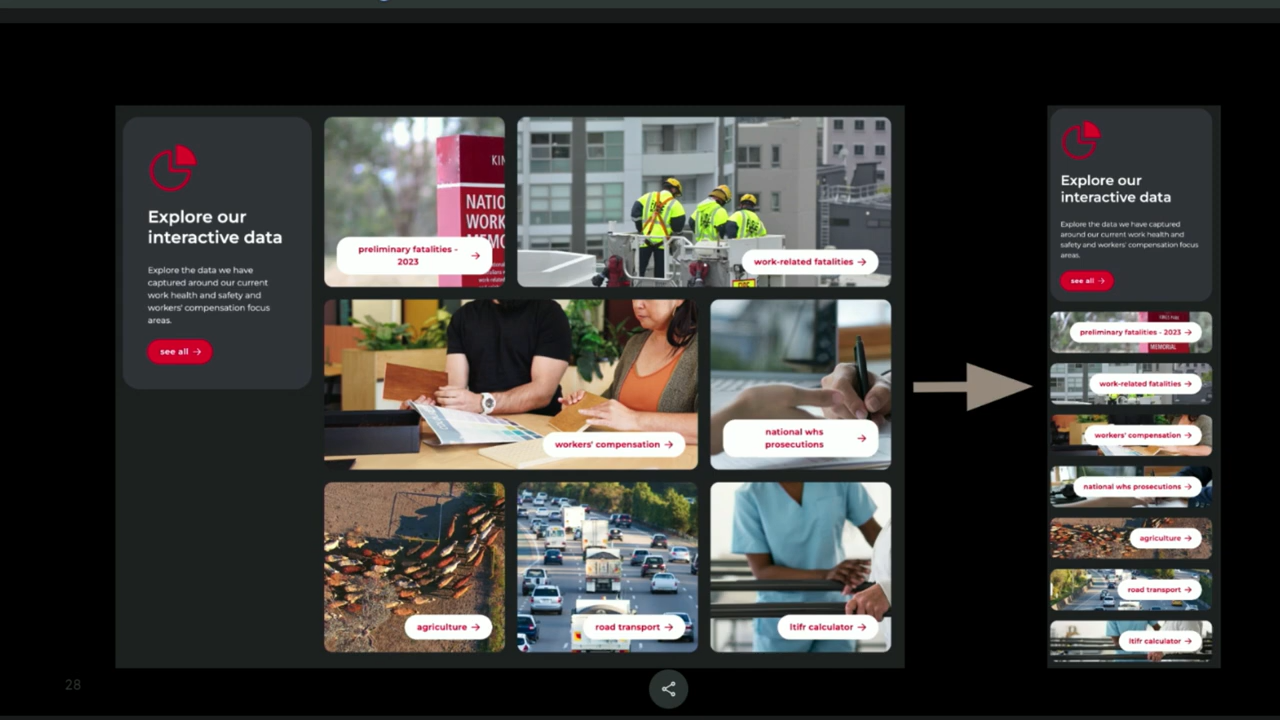 Explore our
interactive data
Explore the data we have
captured around our current
work health and safety and
workers' compensation focus
areas.
see all
KIN
NATIO
WORK
preliminary fatalities -
2023
work-related fatalities
workers' compensation
national whs
prosecutions
agriculture
road transport
ltifr calculator
Explore our
interactive data
Explore the data we have captured
around our current work health and
safety and workers' compensation focus
areas.
see all
preliminary fatalities - 2023
MEMORIAL
work-related fatalities
workers' compensation
national whs prosecutions
agriculture
road transport
ltifr calculator
28